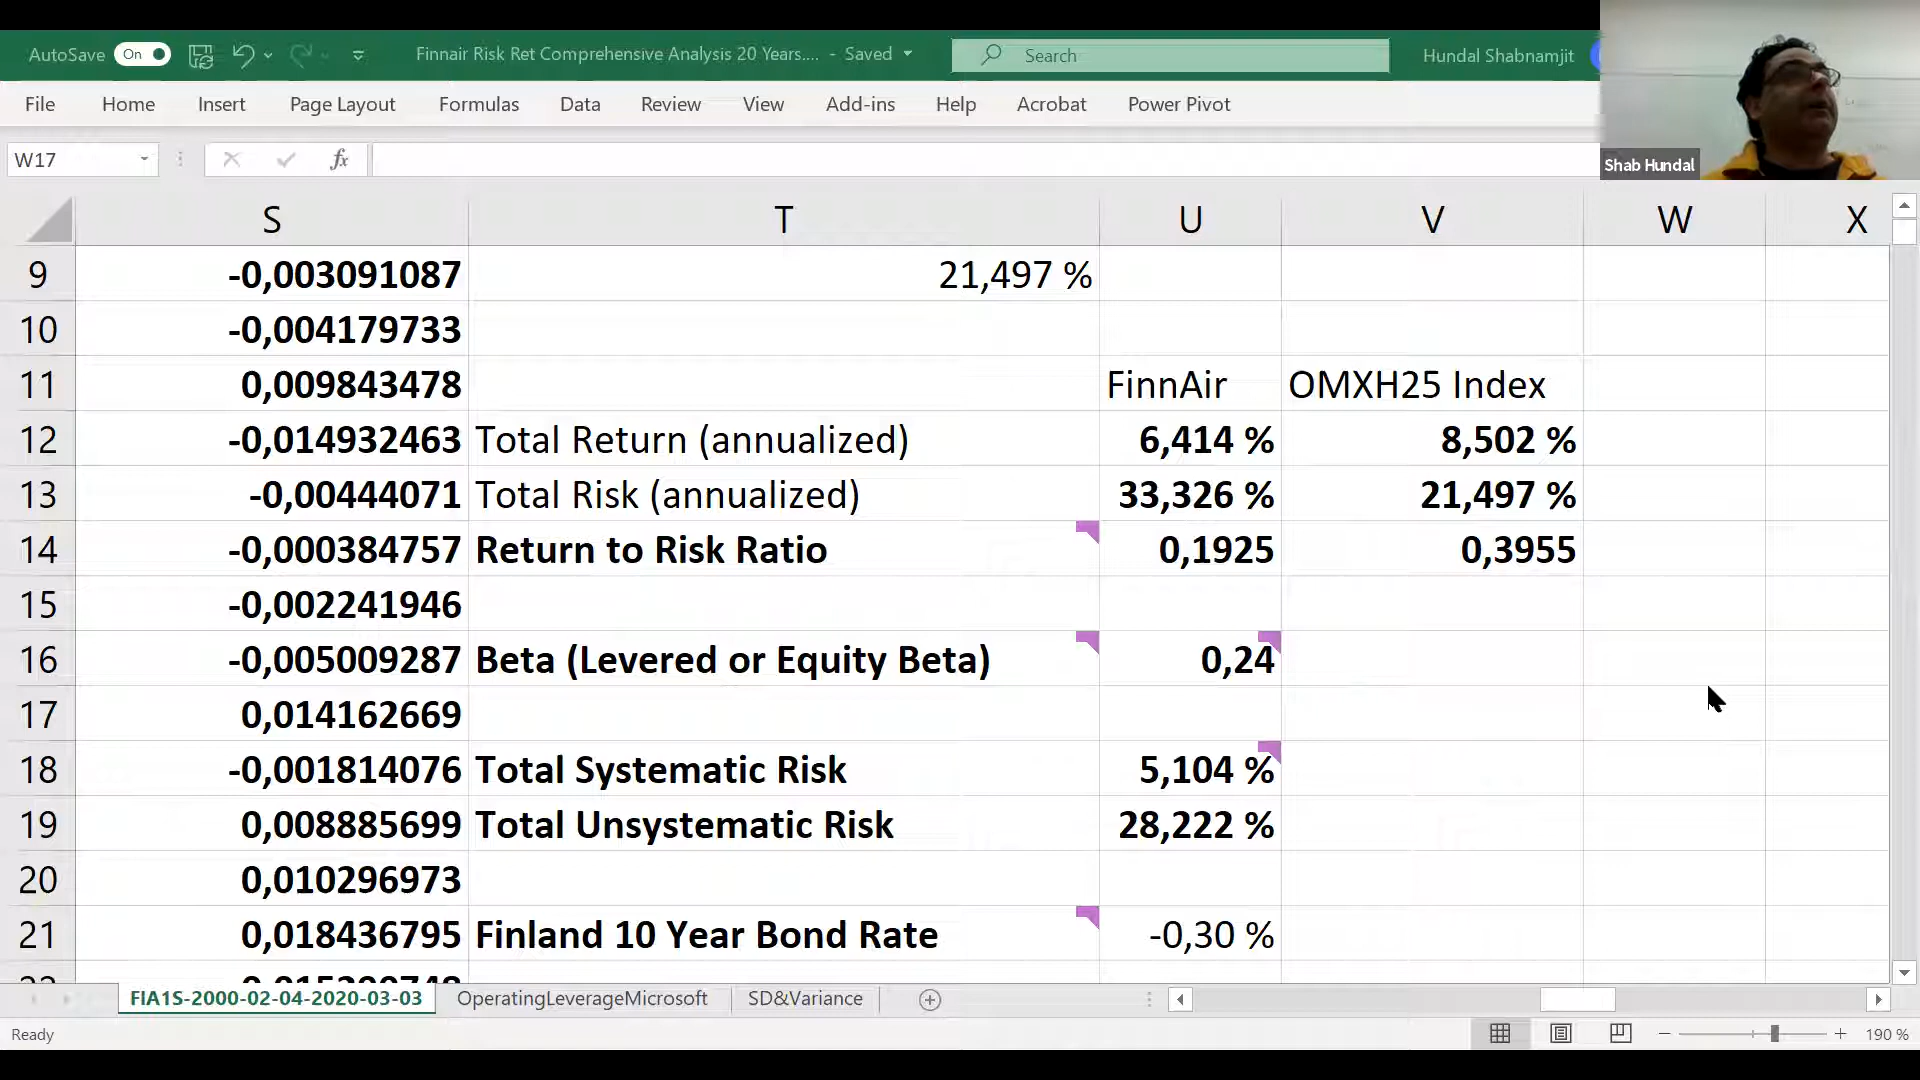 AutoSave On Finnair Risk Ret Comprehensive Analysis 20 Years.... - Saved Search Hundal Shabnamjit
File Home Insert Page Layout Formulas Data Review View Add-ins Help Acrobat Power Pivot
Shab Hundal
W17 fx
S T U V W X
9 -0,003091087 21,497 %
10 -0,004179733
11 0,009843478 FinnAir OMXH25 Index
12 -0,014932463 Total Return (annualized) 6,414 % 8,502 %
13 -0,00444071 Total Risk (annualized) 33,326 % 21,497 %
14 -0,000384757 Return to Risk Ratio 0,1925 0,3955
15 -0,002241946
16 -0,005009287 Beta (Levered or Equity Beta) 0,24
17 0,014162669
18 -0,001814076 Total Systematic Risk 5,104 %
19 0,008885699 Total Unsystematic Risk 28,222 %
20 0,010296973
21 0,018436795 Finland 10 Year Bond Rate -0,30 %
FIA1S-2000-02-04-2020-03-03 OperatingLeverageMicrosoft SD&Variance
Ready 190 %